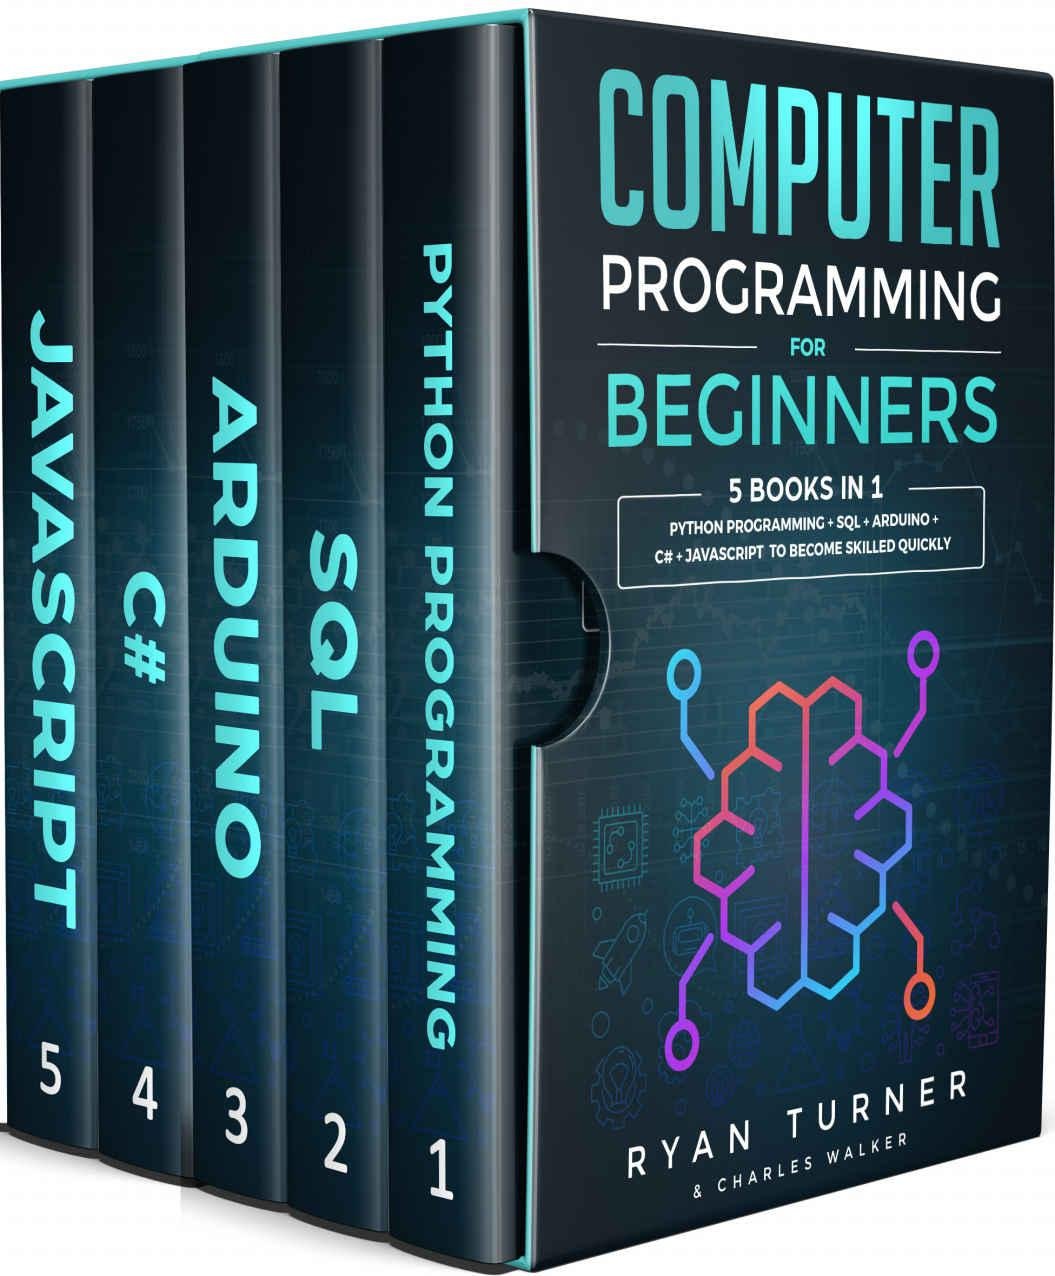 JAVASCRIPT
5
C#
4
ARDUINO
3
SQL
2
PYTHON PROGRAMMING
1
COMPUTER
PROGRAMMING
FOR
BEGINNERS
5 BOOKS IN 1
PYTHON PROGRAMMING + SQL + ARDUINO +
C# + JAVASCRIPT TO BECOME SKILLED QUICKLY
RYAN TURNER
& CHARLES WALKER